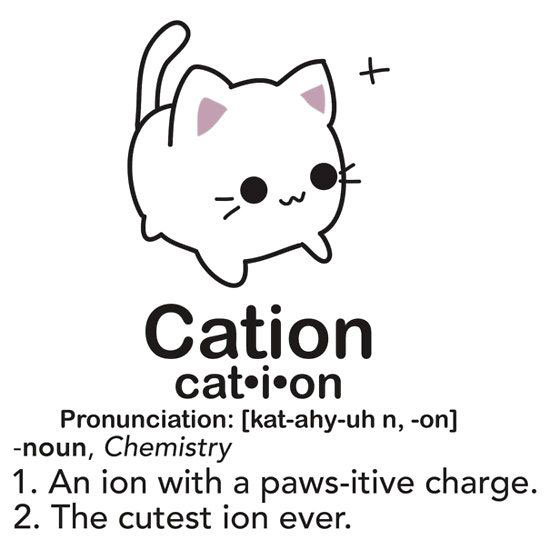 +
Cation
cat•i•on
Pronunciation: [kat-ahy-uh n, -on]
-noun, Chemistry
1. An ion with a paws-itive charge.
2. The cutest ion ever.